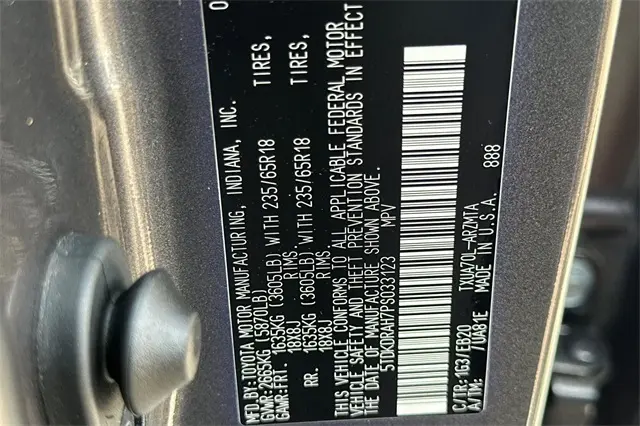 0
MFD.BY:TOYOTA MOTOR MANUFACTURING, INDIANA, INC.
GVWR:2665KG (5870LB)
GAWR:FRT. 1635KG (3605LB) WITH 235/65R18 TIRES,
18X8J RIMS.
RR. 1635KG (3605LB) WITH 235/65R18 TIRES,
18X8J RIMS.
THIS VEHICLE CONFORMS TO ALL APPLICABLE FEDERAL MOTOR
VEHICLE SAFETY AND THEFT PREVENTION STANDARDS IN EFFECT ON
THE DATE OF MANUFACTURE SHOWN ABOVE.
MPV
C/TR:1G3/EB20 TXUA70L-ARZMTA
A/TM: /UA81E MADE IN U.S.A. 888